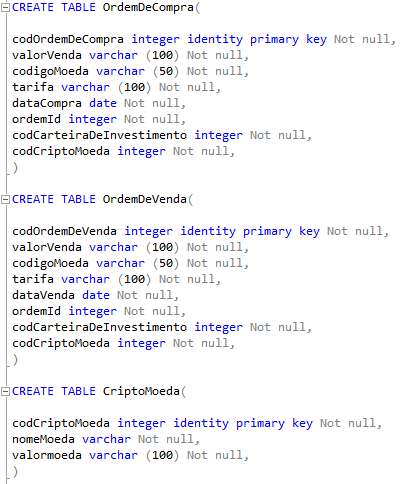 CREATE TABLE OrdemDeCompra(
codOrdemDeCompra integer identity primary key Not null,
valorVenda varchar (100) Not null,
codigoMoeda varchar (50) Not null,
tarifa varchar (100) Not null,
dataCompra date Not null,
ordemId integer Not null,
codCarteiraDeInvestimento integer Not null,
codCriptoMoeda integer Not null,
)
CREATE TABLE OrdemDeVenda(
codOrdemDeVenda integer identity primary key Not null,
valorVenda varchar (100) Not null,
codigoMoeda varchar (50) Not null,
tarifa varchar (100) Not null,
dataVenda date Not null,
ordemId integer Not null,
codCarteiraDeInvestimento integer Not null,
codCriptoMoeda integer Not null,
)
CREATE TABLE CriptoMoeda(
codCriptoMoeda integer identity primary key Not null,
nomeMoeda varchar Not null,
valormoeda varchar (100) Not null,
)